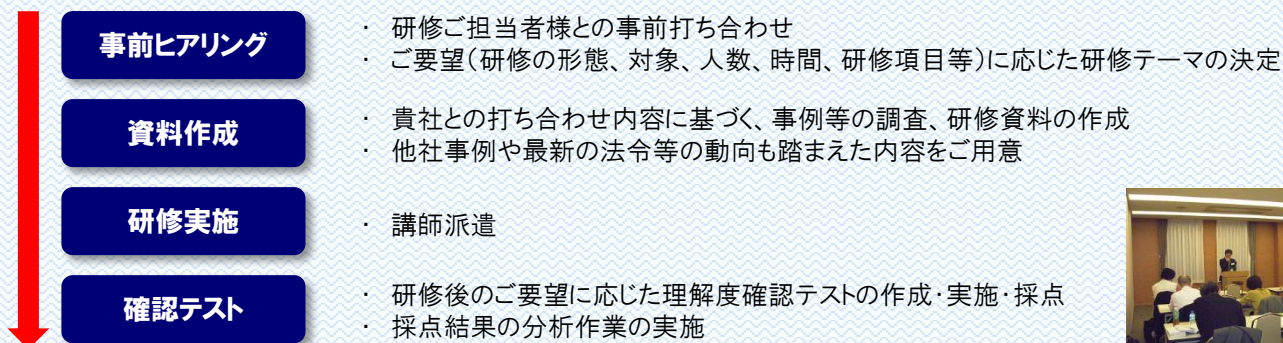 事前ヒアリング
・ 研修ご担当者様との事前打ち合わせ
・ ご要望(研修の形態、対象、人数、時間、研修項目等)に応じた研修テーマの決定
資料作成
・ 貴社との打ち合わせ内容に基づく、事例等の調査、研修資料の作成
・ 他社事例や最新の法令等の動向も踏まえた内容をご用意
研修実施
・ 講師派遣
確認テスト
・ 研修後のご要望に応じた理解度確認テストの作成・実施・採点
・ 採点結果の分析作業の実施